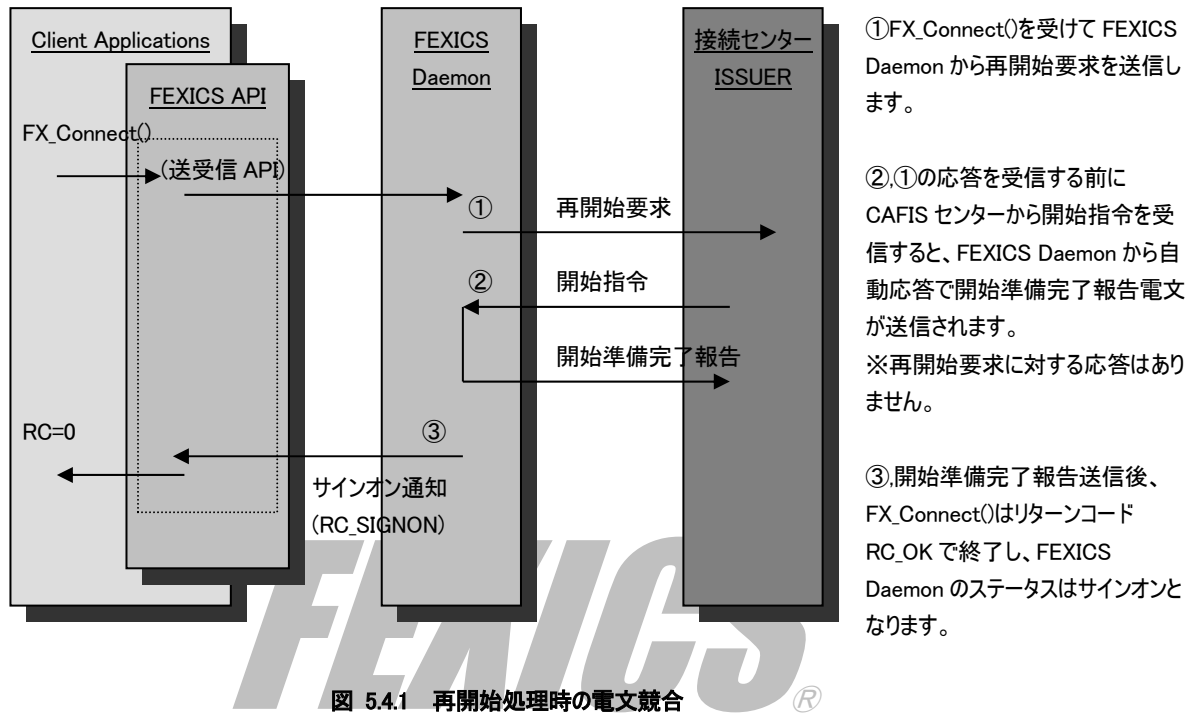 Client Applications
FEXICS API
FX_Connect()
(送受信 API)
RC=0
FEXICS
Daemon
①
再開始要求
②
開始指令
開始準備完了報告
③
サインオン通知
(RC_SIGNON)
接続センター
ISSUER
①FX_Connect()を受けて FEXICS
Daemon から再開始要求を送信し
ます。
②,①の応答を受信する前に
CAFIS センターから開始指令を受
信すると、FEXICS Daemon から自
動応答で開始準備完了報告電文
が送信されます。
※再開始要求に対する応答はあり
ません。
③,開始準備完了報告送信後、
FX_Connect()はリターンコード
RC_OK で終了し、FEXICS
Daemon のステータスはサインオンと
なります。
FEXICS®
図 5.4.1 再開始処理時の電文競合